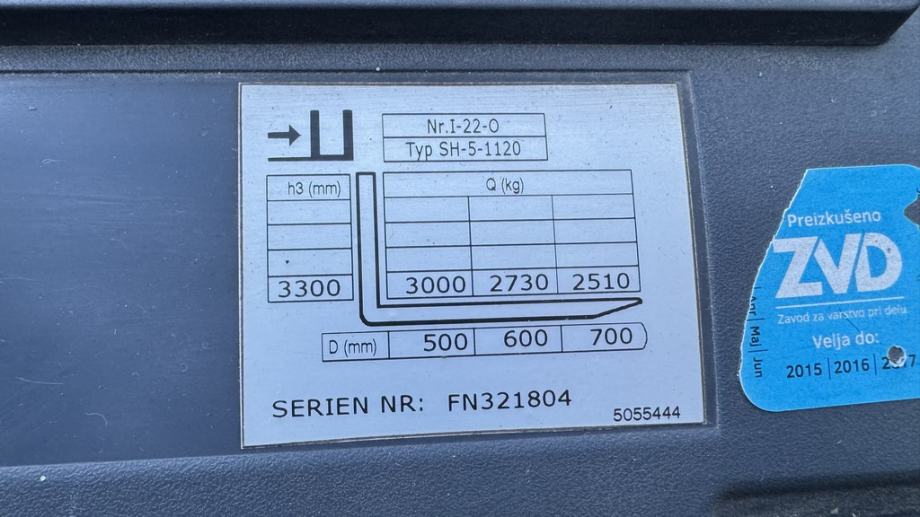 Nr.I-22-O
Typ SH-5-1120
h3 (mm)
Q (kg)
3300
3000 2730 2510
D (mm) 500 600 700
SERIEN NR: FN321804
5055444
Preizkušeno
ZVD
Zavod za varstvo pri delu
Velja do:
Maj | Jun
2015 | 2016